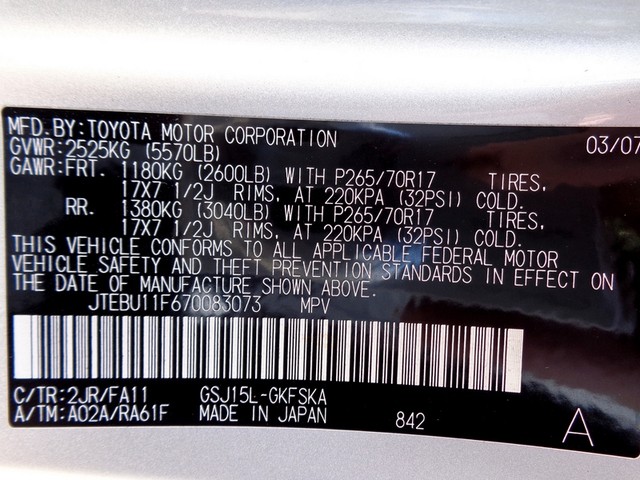 MFD.BY:TOYOTA MOTOR CORPORATION 03/07
GVWR:2525KG (5570LB)
GAWR:FRT. 1180KG (2600LB) WITH P265/70R17 TIRES,
17X7 1/2J RIMS, AT 220KPA (32PSI) COLD.
RR. 1380KG (3040LB) WITH P265/70R17 TIRES,
17X7 1/2J RIMS, AT 220KPA (32PSI) COLD.
THIS VEHICLE CONFORMS TO ALL APPLICABLE FEDERAL MOTOR
VEHICLE SAFETY AND THEFT PREVENTION STANDARDS IN EFFECT ON
THE DATE OF MANUFACTURE SHOWN ABOVE.
JTEBU11F670083073 MPV
C/TR:2JR/FA11 GSJ15L-GKFSKA
A/TM:A02A/RA61F MADE IN JAPAN 842 A